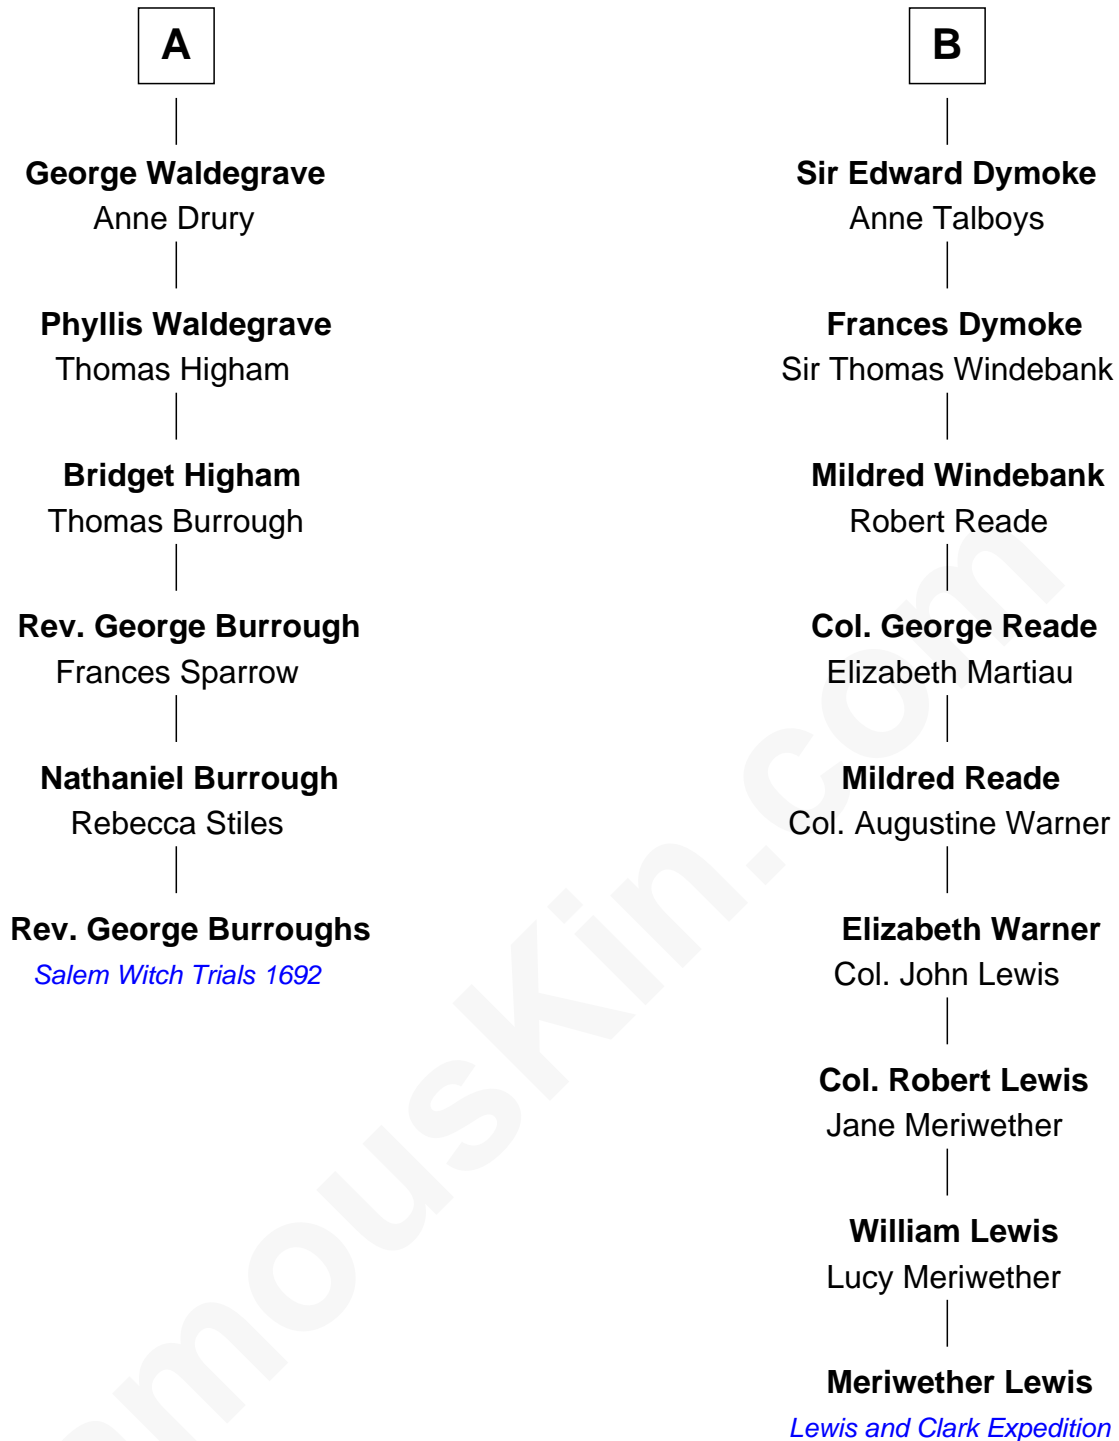 A
George Waldegrave
Anne Drury
Phyllis Waldegrave
Thomas Higham
Bridget Higham
Thomas Burrough
Rev. George Burrough
Frances Sparrow
Nathaniel Burrough
Rebecca Stiles
Rev. George Burroughs
Salem Witch Trials 1692
B
Sir Edward Dymoke
Anne Talboys
Frances Dymoke
Sir Thomas Windebank
Mildred Windebank
Robert Reade
Col. George Reade
Elizabeth Martiau
Mildred Reade
Col. Augustine Warner
Elizabeth Warner
Col. John Lewis
Col. Robert Lewis
Jane Meriwether
William Lewis
Lucy Meriwether
Meriwether Lewis
Lewis and Clark Expedition
amouskin.com